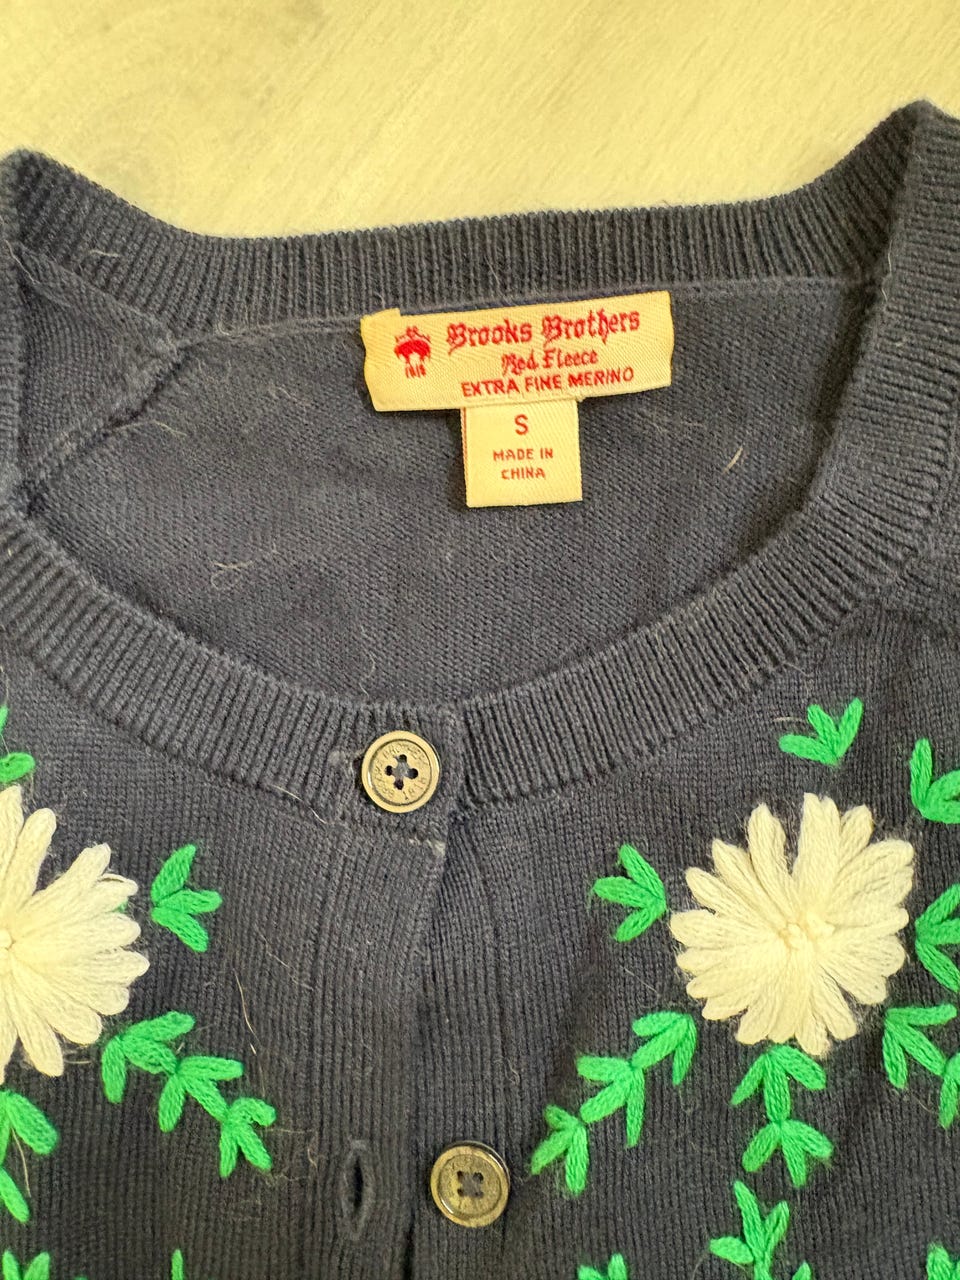 Brooks Brothers
Red Fleece
1818
EXTRA FINE MERINO
S
MADE IN
CHINA